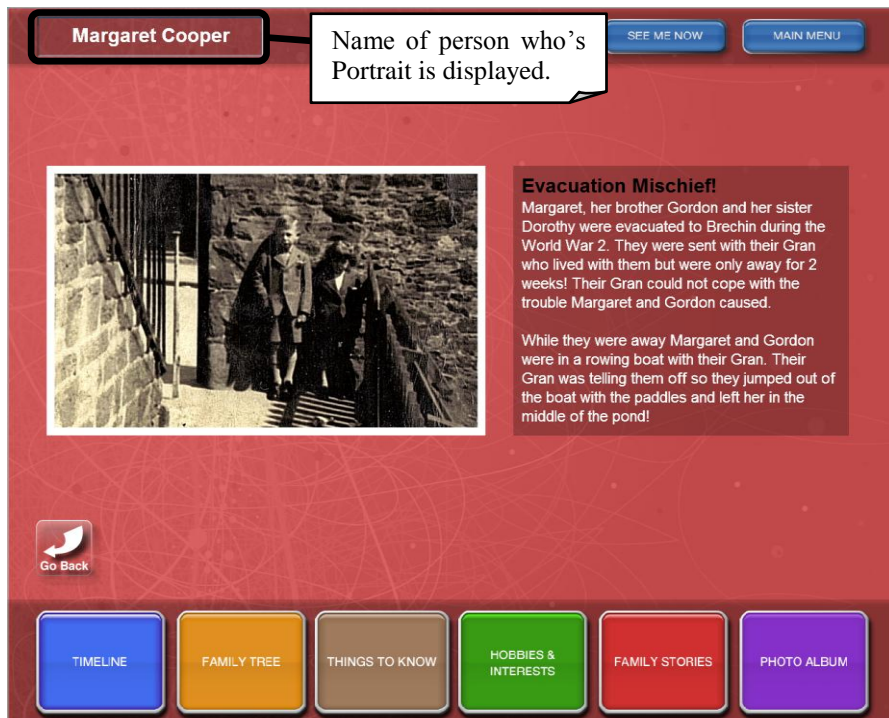 Margaret Cooper
Name of person who's
Portrait is displayed.
SEE ME NOW
MAIN MENU
Evacuation Mischief!
Margaret, her brother Gordon and her sister
Dorothy were evacuated to Brechin during the
World War 2. They were sent with their Gran
who lived with them but were only away for 2
weeks! Their Gran could not cope with the
trouble Margaret and Gordon caused.
While they were away Margaret and Gordon
were in a rowing boat with their Gran. Their
Gran was telling them off so they jumped out of
the boat with the paddles and left her in the
middle of the pond!
Go Back
TIMELINE
FAMILY TREE
THINGS TO KNOW
HOBBIES &
INTERESTS
FAMILY STORIES
PHOTO ALBUM